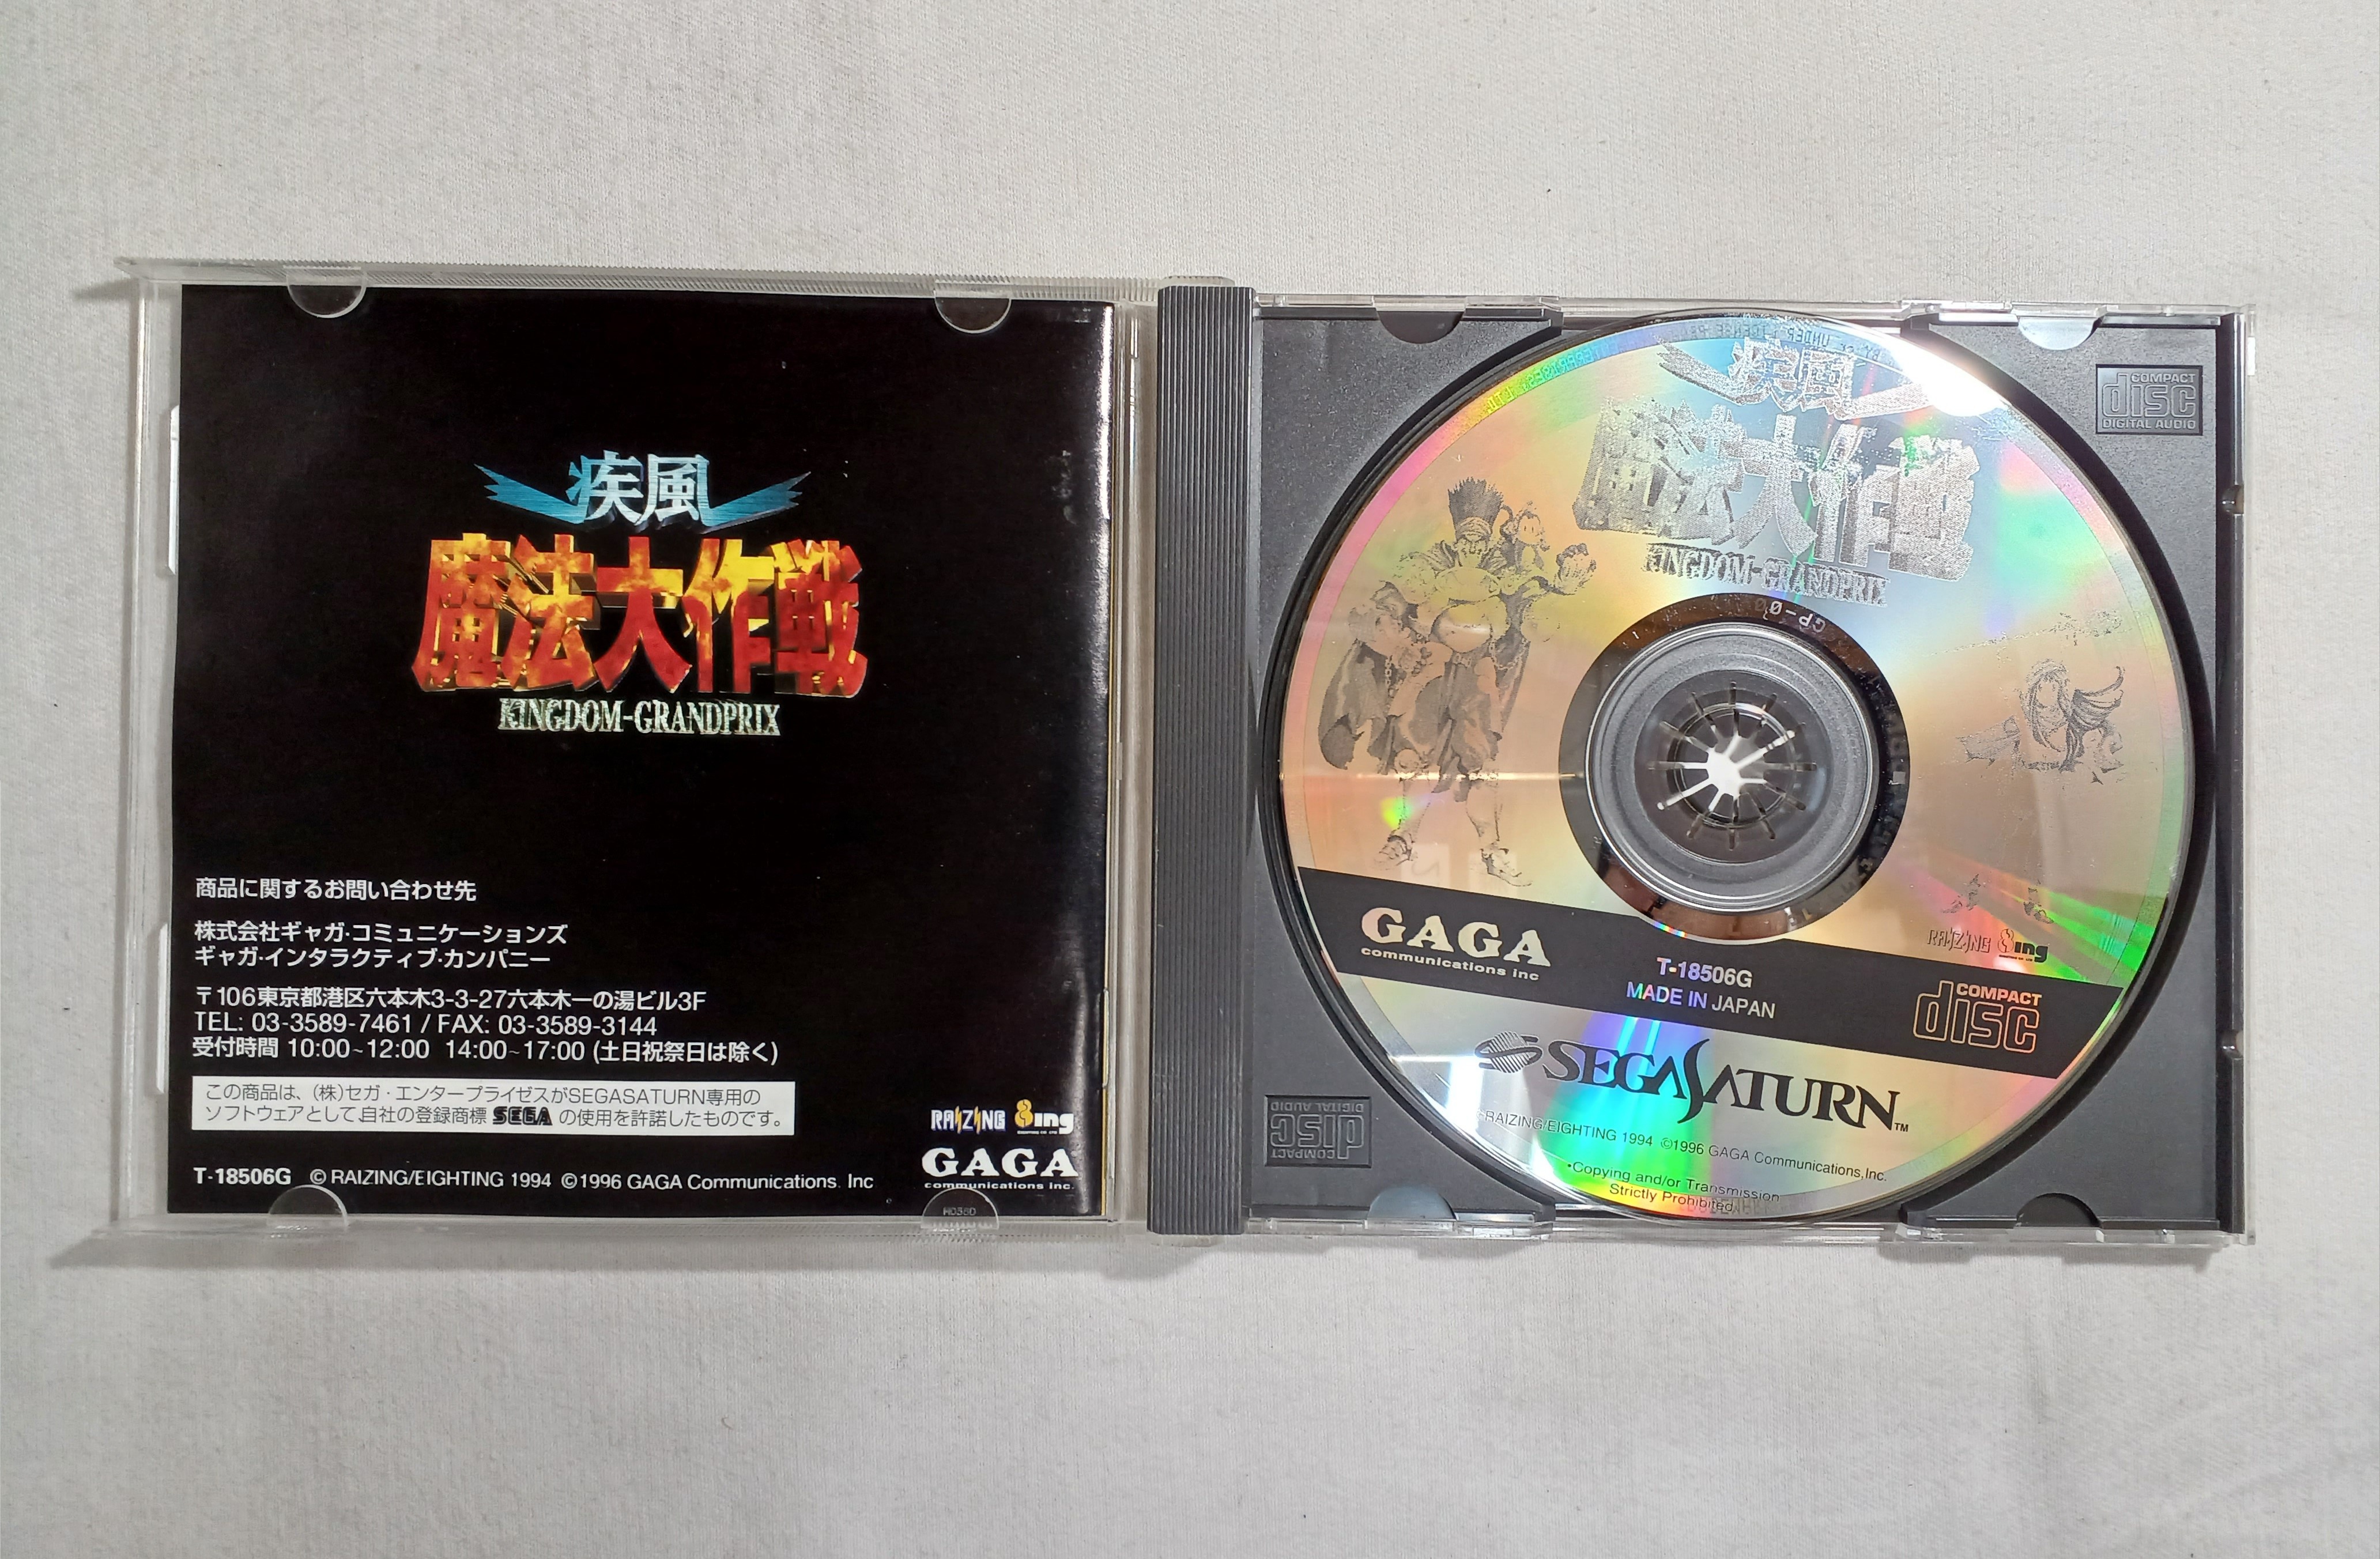 疾風
魔法大作戦
KINGDOM-GRANDPRIX
商品に関するお問い合わせ先
株式会社ギャガ・コミュニケーションズ
ギャガ・インタラクティブ・カンパニー
〒106東京都港区六本木3-3-27六本木一の湯ビル3F
TEL: 03-3589-7461 / FAX: 03-3589-3144
受付時間 10:00~12:00 14:00~17:00 (土日祝祭日は除く)
この商品は、(株)セガ・エンタープライゼスがSEGASATURN専用の
ソフトウェアとして、自社の登録商標 SEGA の使用を許諾したものです。
RAIZING 8ing
GAGA
communications inc.
T-18506G © RAIZING/EIGHTING 1994 ©1996 GAGA Communications. Inc
疾風
魔法大作戦
KINGDOM-GRANDPRIX
COMPACT
disc
DIGITAL AUDIO
RAIZING 8ing
GAGA
communications inc
T-18506G
MADE IN JAPAN
COMPACT
disc
SEGA SATURN™
RAIZING/EIGHTING 1994 ©1996 GAGA Communications,Inc.
•Copying and/or Transmission
Strictly Prohibited
COMPACT
disc
DIGITAL AUDIO